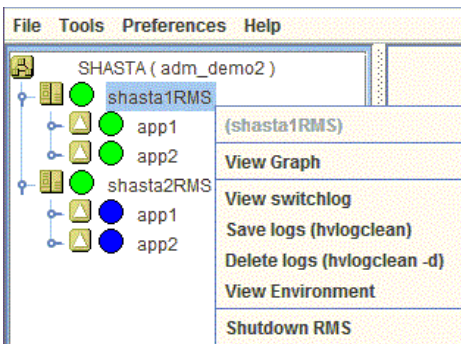 File Tools Preferences Help
SHASTA ( adm_demo2 )
shasta1RMS
app1
app2
shasta2RMS
app1
app2
(shasta1RMS)
View Graph
View switchlog
Save logs (hvlogclean)
Delete logs (hvlogclean -d)
View Environment
Shutdown RMS